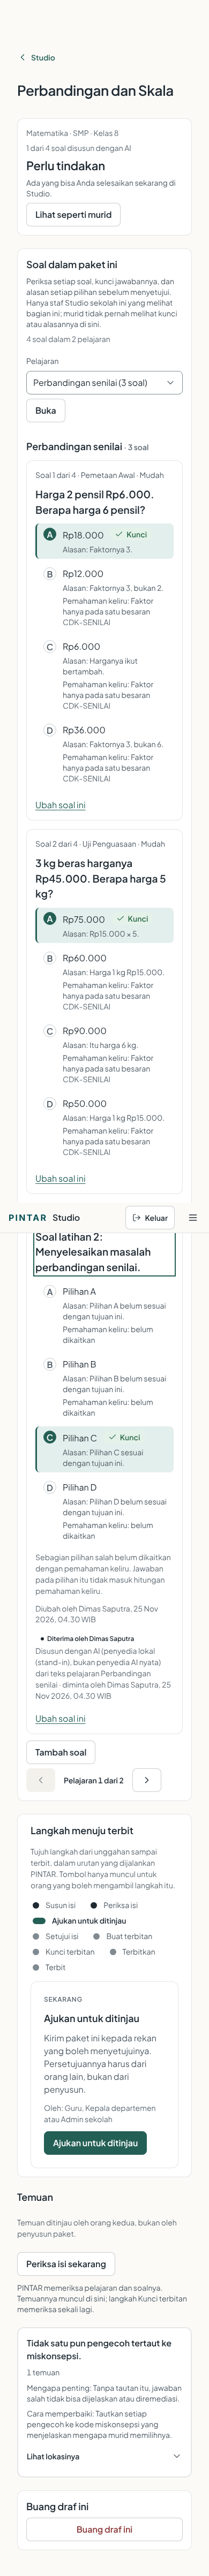 Studio
Perbandingan dan Skala
Matematika · SMP · Kelas 8
1 dari 4 soal disusun dengan AI
Perlu tindakan
Ada yang bisa Anda selesaikan sekarang di
Studio.
Lihat seperti murid
Soal dalam paket ini
Periksa setiap soal, kunci jawabannya, dan
alasan setiap pilihan sebelum menyetujui.
Hanya staf Studio sekolah ini yang melihat
bagian ini; murid tidak pernah melihat kunci
atau alasannya di sini.
4 soal dalam 2 pelajaran
Pelajaran
Perbandingan senilai (3 soal)
Buka
Perbandingan senilai · 3 soal
Soal 1 dari 4 · Pemetaan Awal · Mudah
Harga 2 pensil Rp6.000.
Berapa harga 6 pensil?
A Rp18.000 Kunci
Alasan: Faktornya 3.
B Rp12.000
Alasan: Faktornya 3, bukan 2.
Pemahaman keliru: Faktor
hanya pada satu besaran
CDK-SENILAI
C Rp6.000
Alasan: Harganya ikut
bertambah.
Pemahaman keliru: Faktor
hanya pada satu besaran
CDK-SENILAI
D Rp36.000
Alasan: Faktornya 3, bukan 6.
Pemahaman keliru: Faktor
hanya pada satu besaran
CDK-SENILAI
Ubah soal ini
Soal 2 dari 4 · Uji Penguasaan · Mudah
3 kg beras harganya
Rp45.000. Berapa harga 5
kg?
A Rp75.000 Kunci
Alasan: Rp15.000 × 5.
B Rp60.000
Alasan: Harga 1 kg Rp15.000.
Pemahaman keliru: Faktor
hanya pada satu besaran
CDK-SENILAI
C Rp90.000
Alasan: Itu harga 6 kg.
Pemahaman keliru: Faktor
hanya pada satu besaran
CDK-SENILAI
D Rp50.000
Alasan: Harga 1 kg Rp15.000.
Pemahaman keliru: Faktor
hanya pada satu besaran
CDK-SENILAI
Ubah soal ini
PINTAR Studio Keluar
Soal latihan 2:
Menyelesaikan masalah
perbandingan senilai.
A Pilihan A
Alasan: Pilihan A belum sesuai
dengan tujuan ini.
Pemahaman keliru: belum
dikaitkan
B Pilihan B
Alasan: Pilihan B belum sesuai
dengan tujuan ini.
Pemahaman keliru: belum
dikaitkan
C Pilihan C Kunci
Alasan: Pilihan C sesuai
dengan tujuan ini.
D Pilihan D
Alasan: Pilihan D belum sesuai
dengan tujuan ini.
Pemahaman keliru: belum
dikaitkan
Sebagian pilihan salah belum dikaitkan
dengan pemahaman keliru. Jawaban
pada pilihan itu tidak masuk hitungan
pemahaman keliru.
Diubah oleh Dimas Saputra, 25 Nov
2026, 04.30 WIB
Diterima oleh Dimas Saputra
Disusun dengan AI (penyedia lokal
(stand-in), bukan penyedia AI nyata)
dari teks pelajaran Perbandingan
senilai · diminta oleh Dimas Saputra, 25
Nov 2026, 04.30 WIB
Ubah soal ini
Tambah soal
Pelajaran 1 dari 2
Langkah menuju terbit
Tujuh langkah dari unggahan sampai
terbit, dalam urutan yang dijalankan
PINTAR. Tombol hanya muncul untuk
orang yang boleh mengambil langkah itu.
Susun isi Periksa isi
Ajukan untuk ditinjau
Setujui isi Buat terbitan
Kunci terbitan Terbitkan
Terbit
SEKARANG
Ajukan untuk ditinjau
Kirim paket ini kepada rekan
yang boleh menyetujuinya.
Persetujuannya harus dari
orang lain, bukan dari
penyusun.
Oleh: Guru, Kepala departemen
atau Admin sekolah
Ajukan untuk ditinjau
Temuan
Temuan ditinjau oleh orang kedua, bukan oleh
penyusun paket.
Periksa isi sekarang
PINTAR memeriksa pelajaran dan soalnya.
Temuannya muncul di sini; langkah Kunci terbitan
memeriksa sekali lagi.
Tidak satu pun pengecoh tertaut ke
miskonsepsi.
1 temuan
Mengapa penting: Tanpa tautan itu, jawaban
salah tidak bisa dijelaskan atau diremediasi.
Cara memperbaiki: Tautkan setiap
pengecoh ke kode miskonsepsi yang
menjelaskan mengapa murid memilihnya.
Lihat lokasinya
Buang draf ini
Buang draf ini